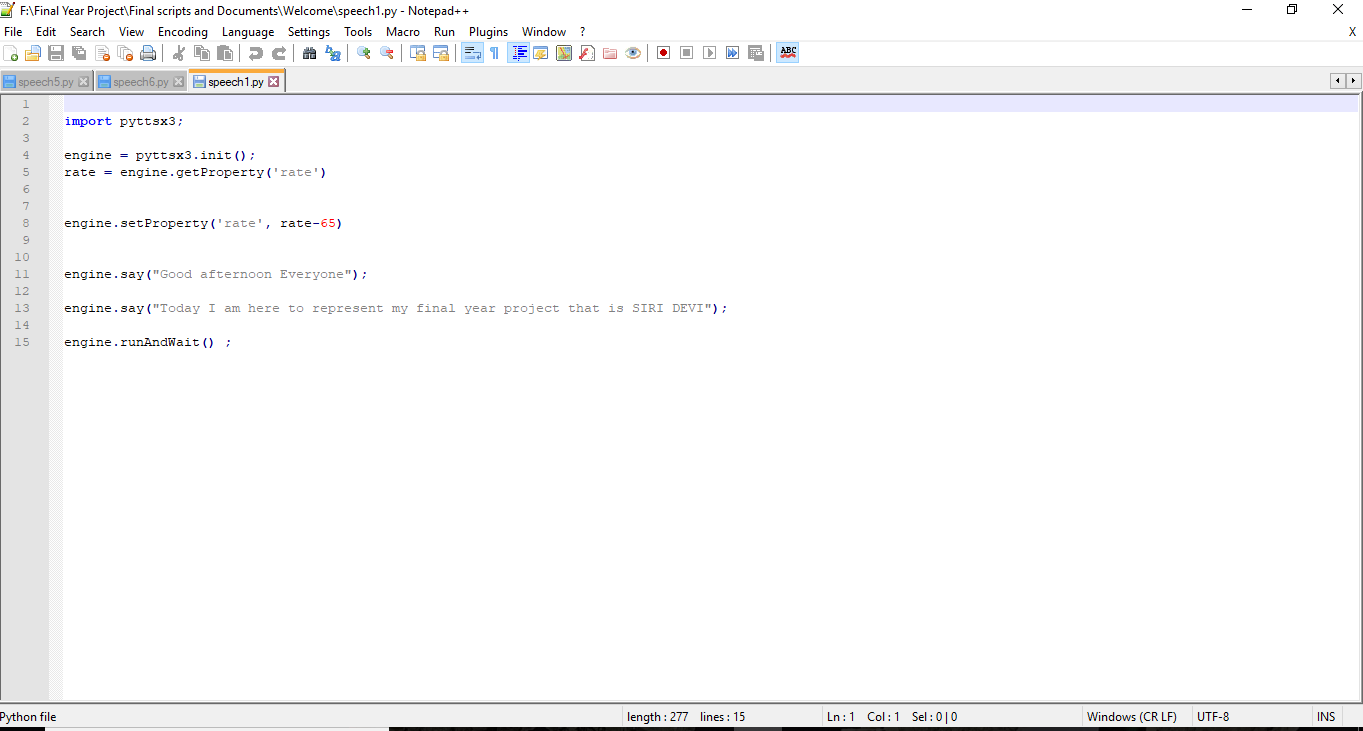 F:\Final Year Project\Final scripts and Documents\Welcome\speech1.py - Notepad++
File Edit Search View Encoding Language Settings Tools Macro Run Plugins Window ? X
ABC
speech5.py speech6.py speech1.py
1
2 import pyttsx3;
3
4 engine = pyttsx3.init();
5 rate = engine.getProperty('rate')
6
7
8 engine.setProperty('rate', rate-65)
9
10
11 engine.say("Good afternoon Everyone");
12
13 engine.say("Today I am here to represent my final year project that is SIRI DEVI");
14
15 engine.runAndWait() ;
Python file length : 277 lines : 15 Ln : 1 Col : 1 Sel : 0 | 0 Windows (CR LF) UTF-8 INS